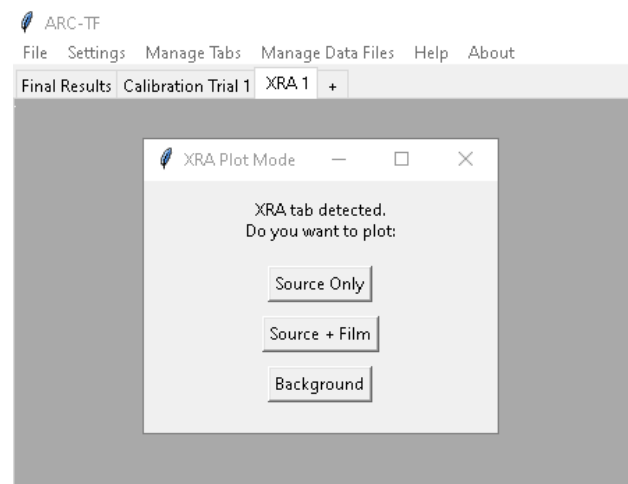 ARC-TF
File Settings Manage Tabs Manage Data Files Help About
Final Results Calibration Trial 1 XRA 1 +
XRA Plot Mode
XRA tab detected.
Do you want to plot:
Source Only
Source + Film
Background